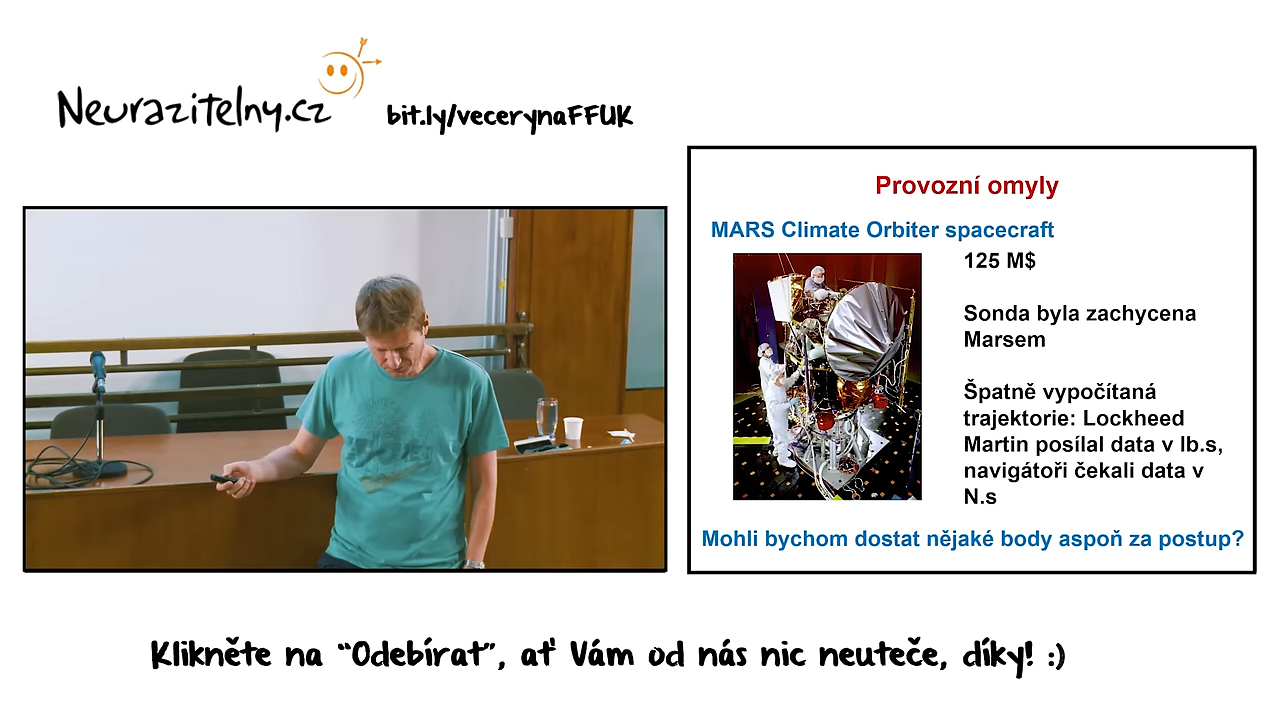 Neurazitelny.cz
bit.ly/vecerynaFFUK
Provozní omyly
MARS Climate Orbiter spacecraft
125 M$
Sonda byla zachycena
Marsem
Špatně vypočítaná
trajektorie: Lockheed
Martin posílal data v lb.s,
navigátoři čekali data v
N.s
Mohli bychom dostat nějaké body aspoň za postup?
Klikněte na “Odebírat”, ať Vám od nás nic neuteče, díky! :)